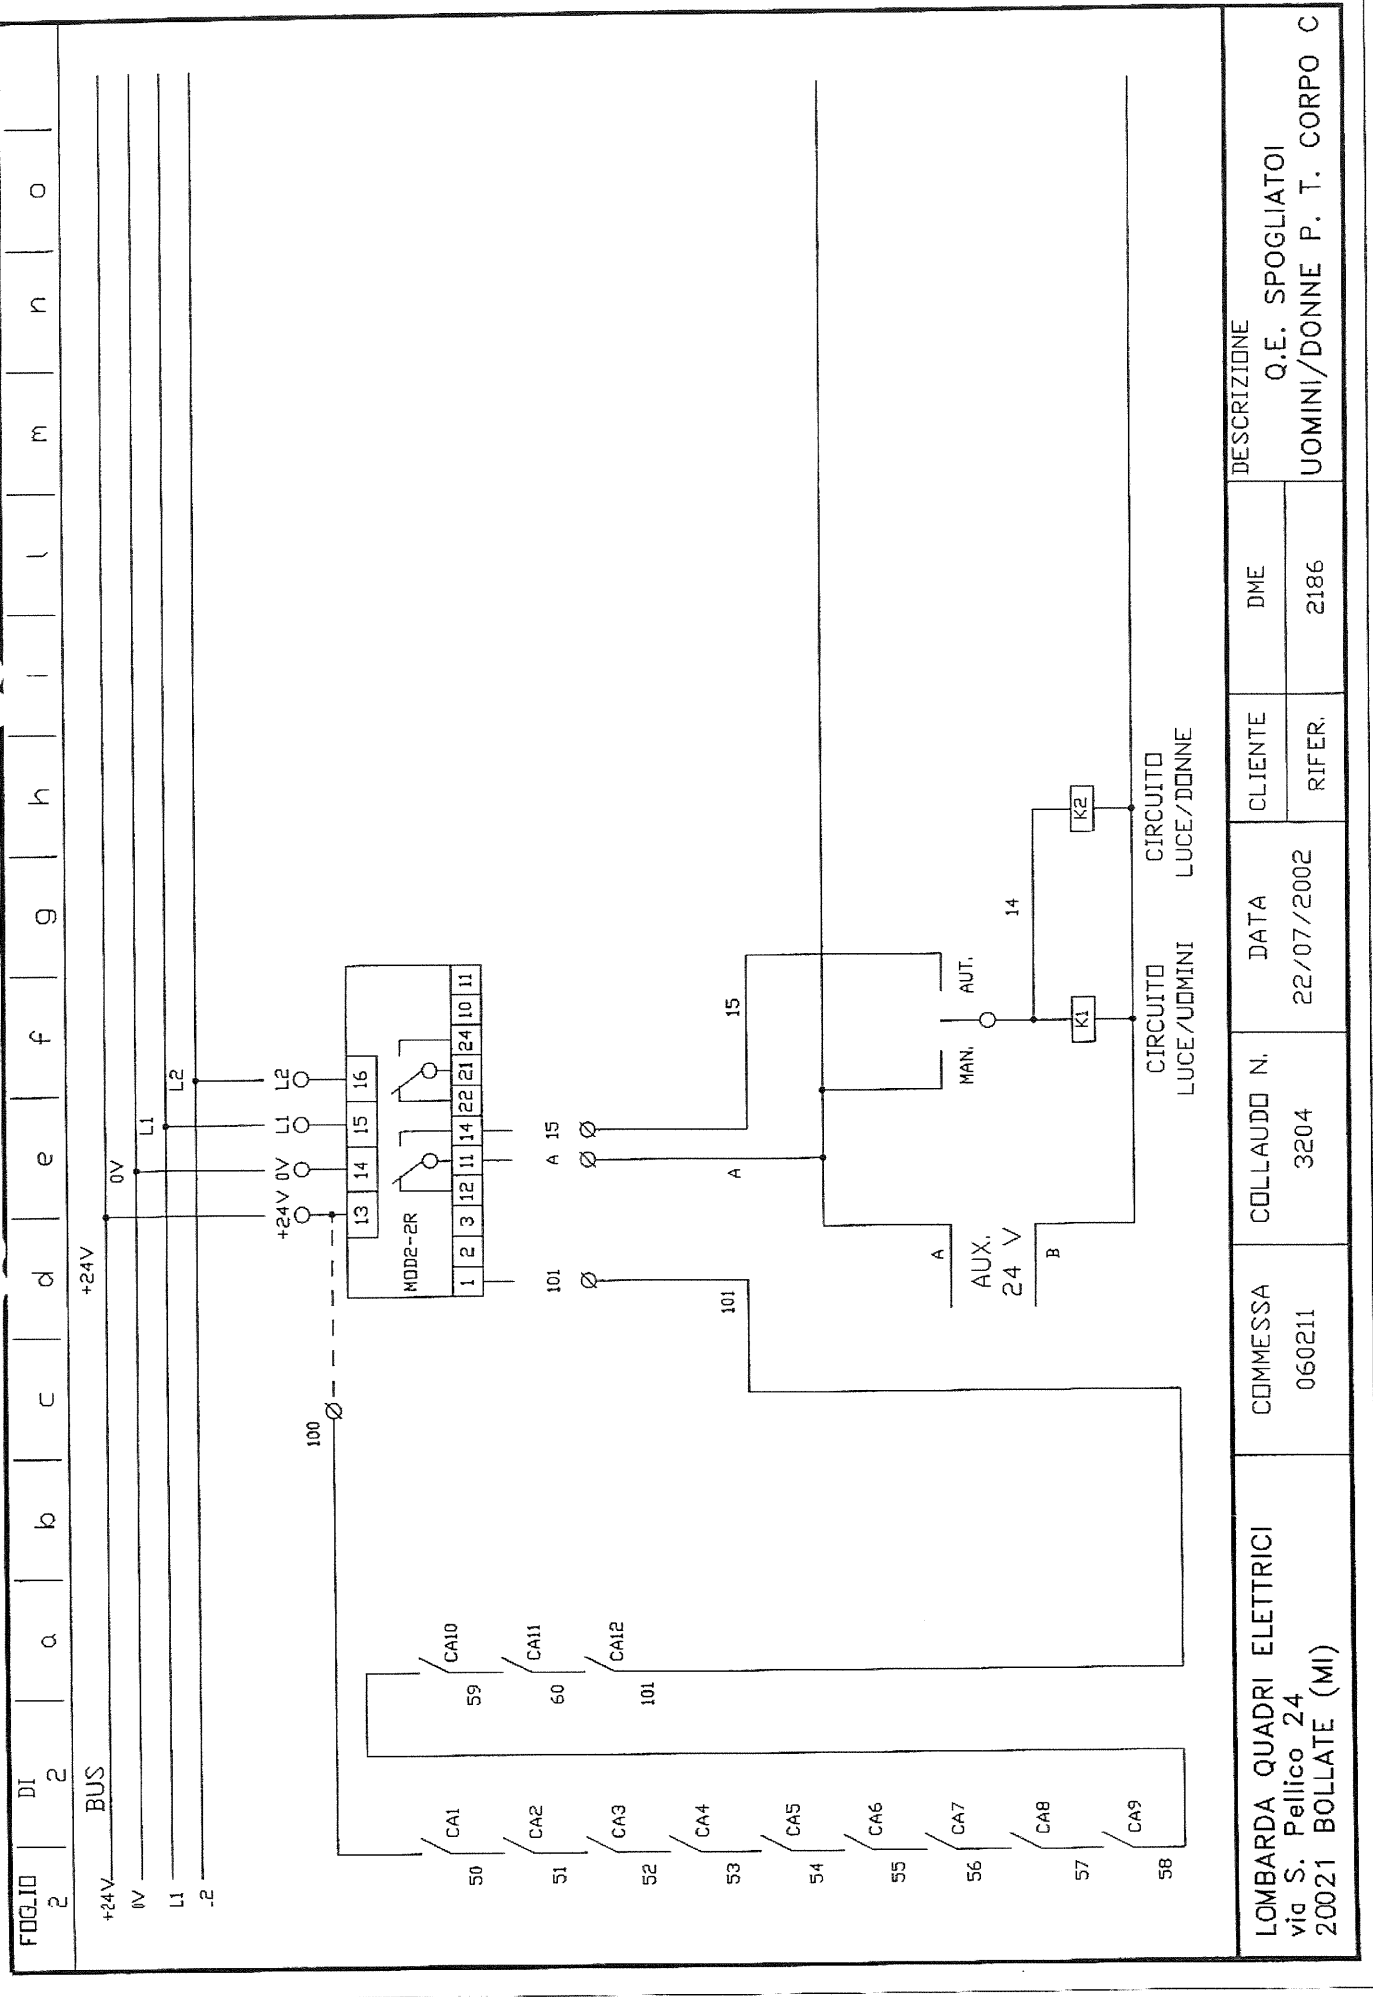 FOGLIO DI
2 2
a b c d e f g h i l m n o
BUS
+24V
0V
L1
L2
+24V
0V
L1
L2
+24V 0V L1 L2
13 14 15 16
100
MOD2-2R
1 2 3 12 11 14 22 21 24 10 11
101 A 15
101
A
15
CA1
50
CA2
51
CA3
52
CA4
53
CA5
54
CA6
55
CA7
56
CA8
57
CA9
58
CA10
59
CA11
60
CA12
101
A
AUX.
24 V
B
MAN. AUT.
14
K1
K2
CIRCUITO
LUCE/UOMINI
CIRCUITO
LUCE/DONNE
LOMBARDA QUADRI ELETTRICI
via S. Pellico 24
20021 BOLLATE (MI)
COMMESSA
060211
COLLAUDO N.
3204
DATA
22/07/2002
CLIENTE
DME
RIFER.
2186
DESCRIZIONE
Q.E. SPOGLIATOI
UOMINI/DONNE P. T. CORPO C